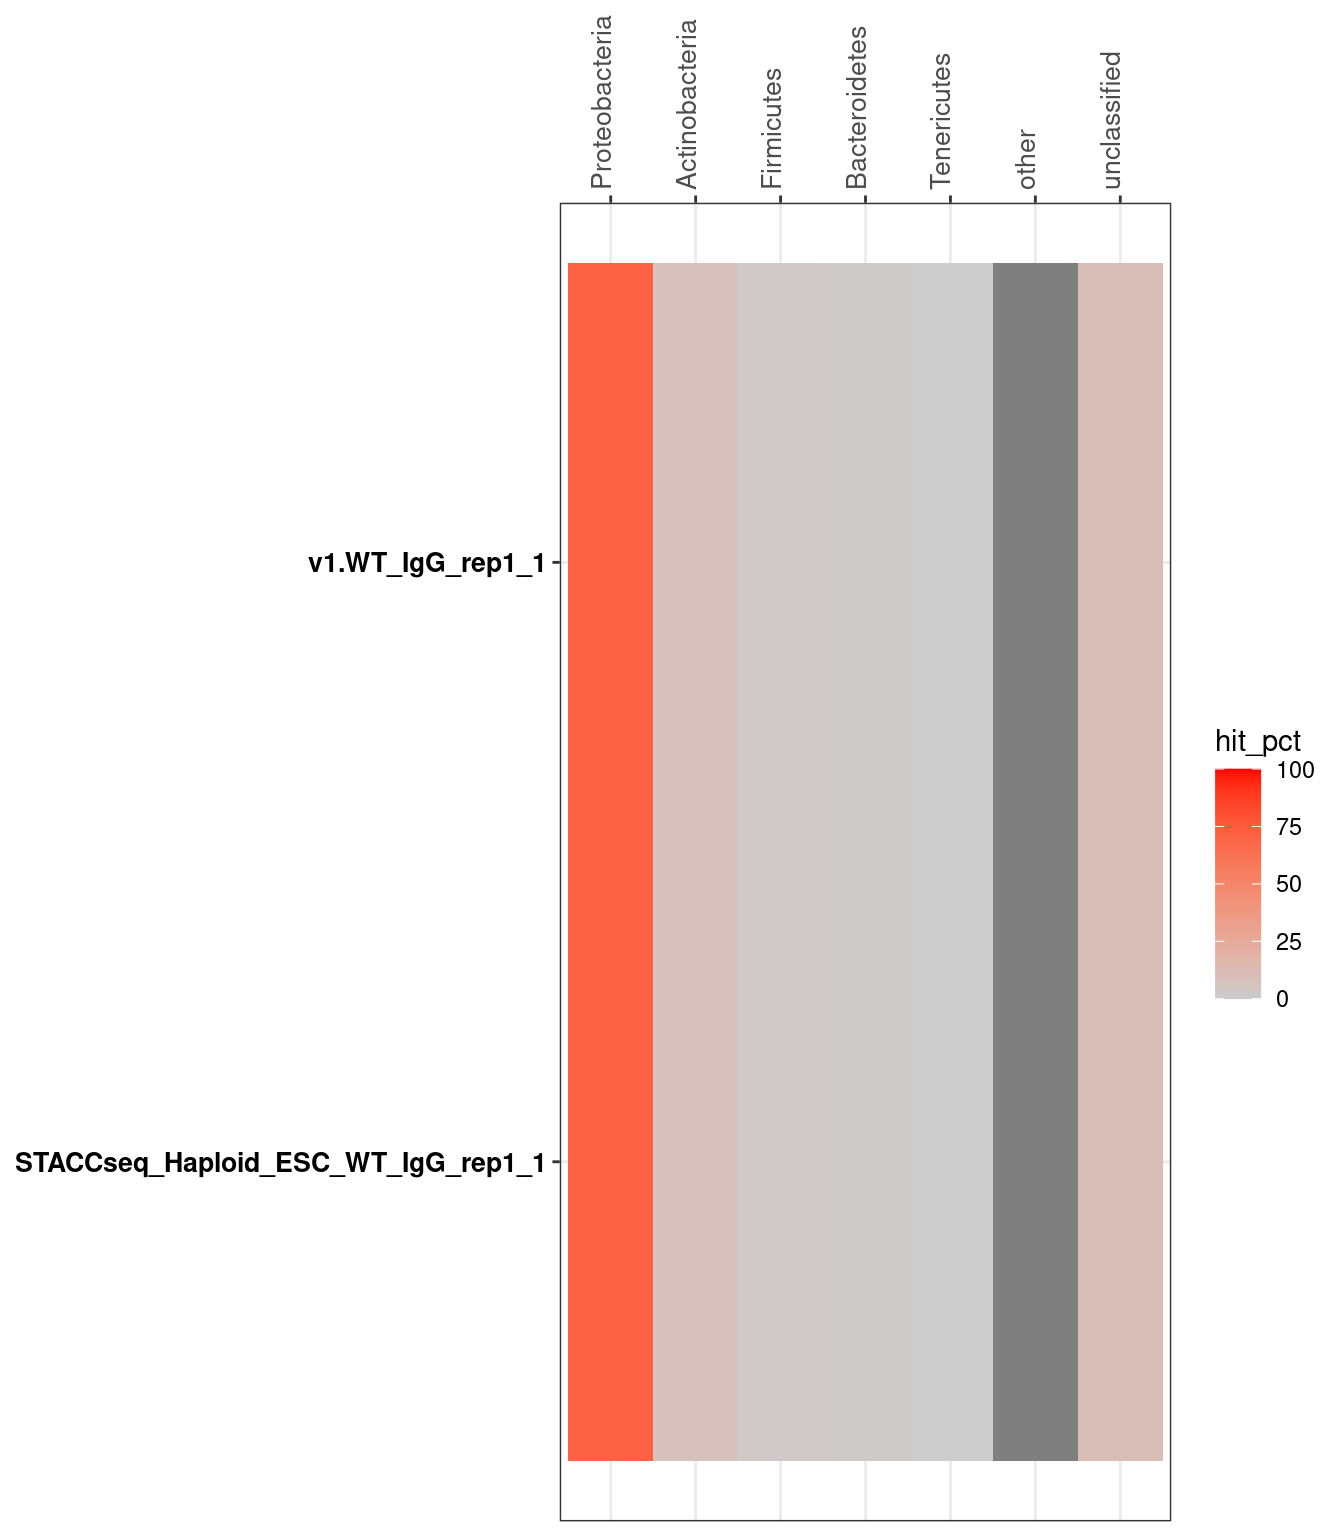 Proteobacteria
Actinobacteria
Firmicutes
Bacteroidetes
Tenericutes
other
unclassified
v1.WT_IgG_rep1_1
STACCseq_Haploid_ESC_WT_IgG_rep1_1
hit_pct
100
75
50
25
0